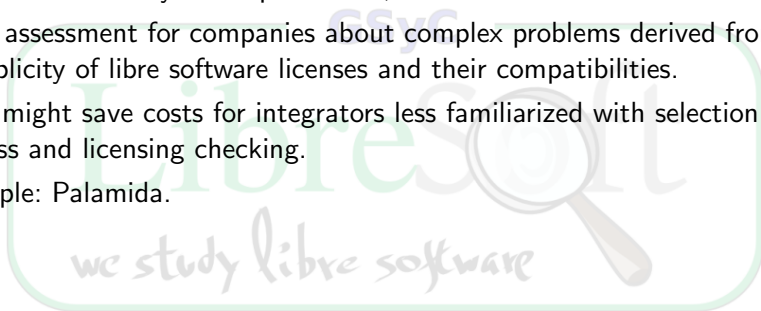 assessment for companies about complex problems derived fro
plicity of libre software licenses and their compatibilities.
might save costs for integrators less familiarized with selection
ss and licensing checking.
ple: Palamida.
GSyC
LibreSoft
we study libre software